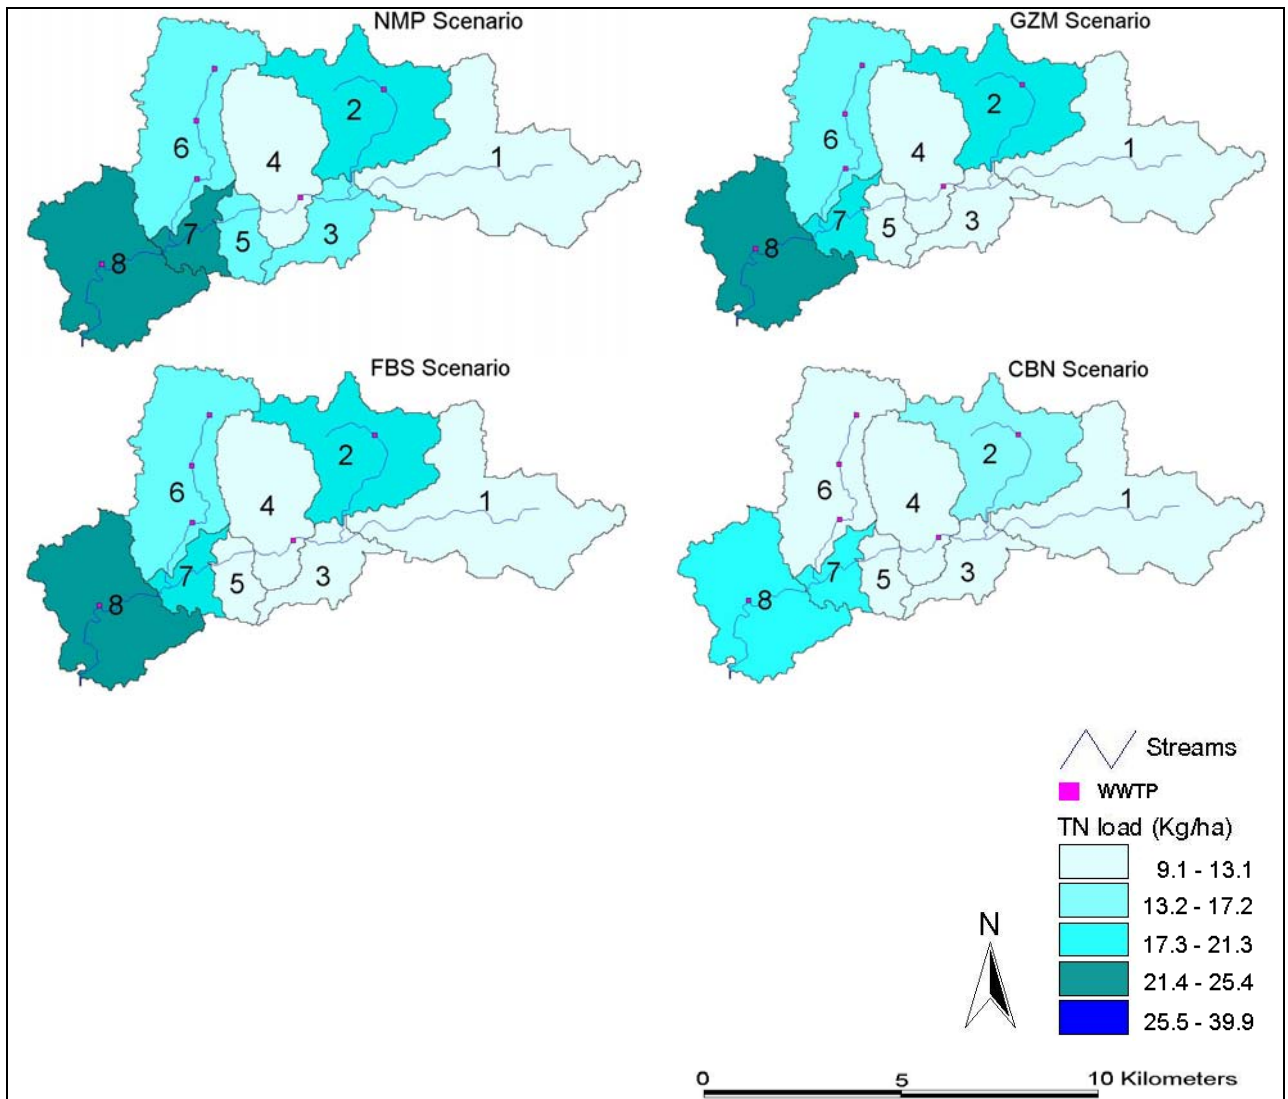 NMP Scenario
GZM Scenario
2
1
6
4
7
5
3
8
2
1
6
4
7
5
3
8
FBS Scenario
CBN Scenario
2
1
6
4
7
5
3
8
2
1
6
4
7
5
3
8
Streams
WWTP
TN load (Kg/ha)
9.1 - 13.1
13.2 - 17.2
17.3 - 21.3
21.4 - 25.4
25.5 - 39.9
N
0 5 10 Kilometers